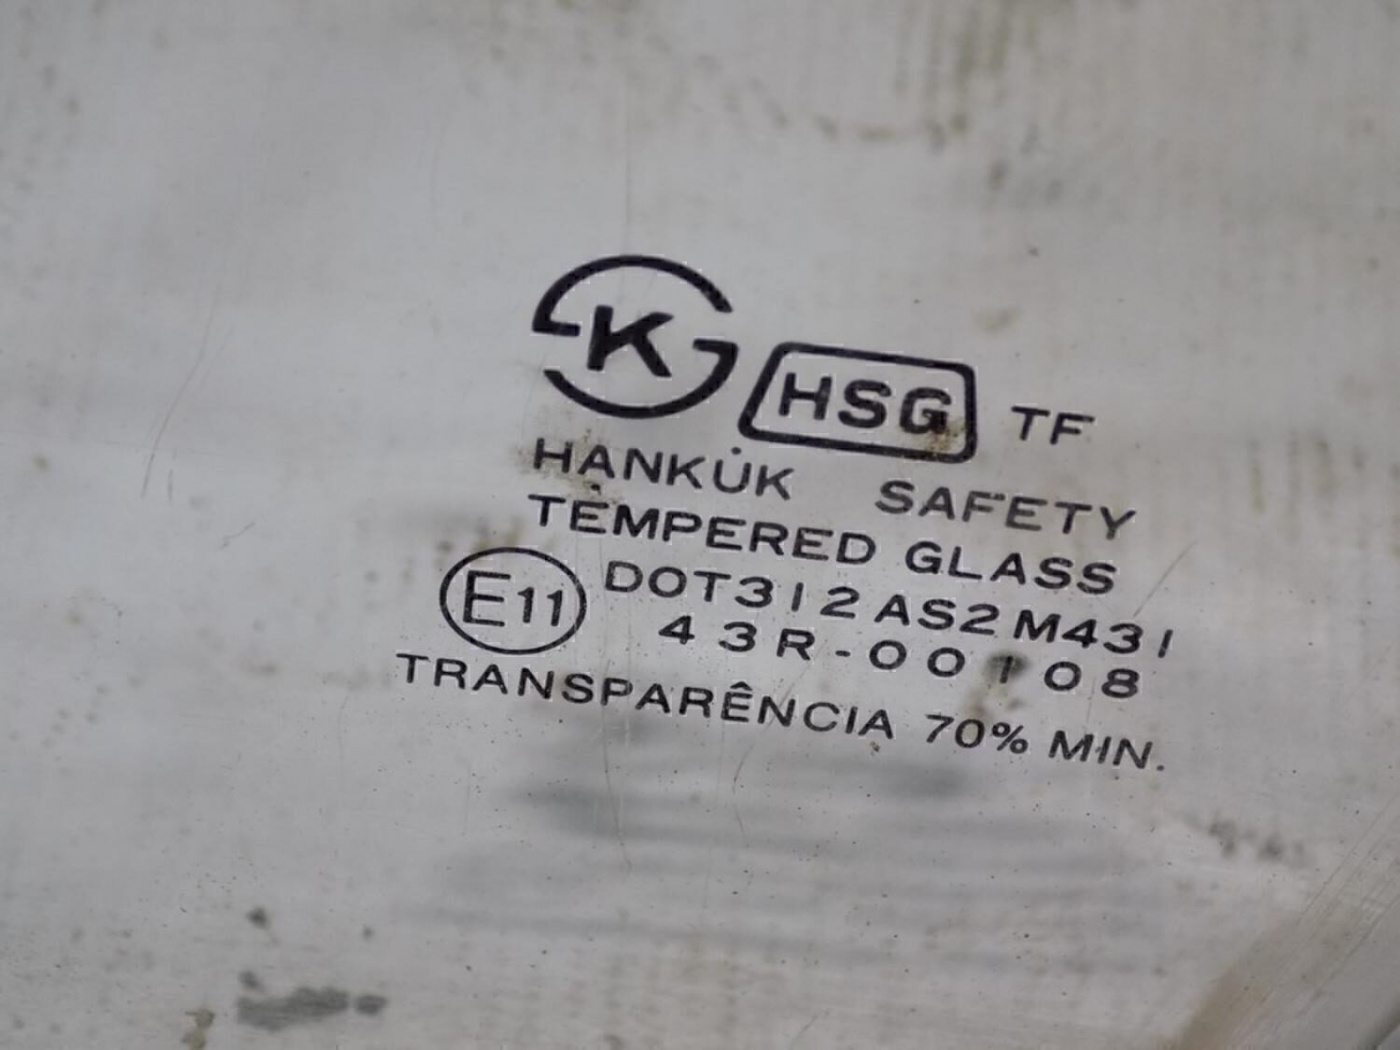 K HSG TF
HANKUK SAFETY
TEMPERED GLASS
E11 DOT312 AS2 M431
43R-00108
TRANSPARÊNCIA 70% MIN.